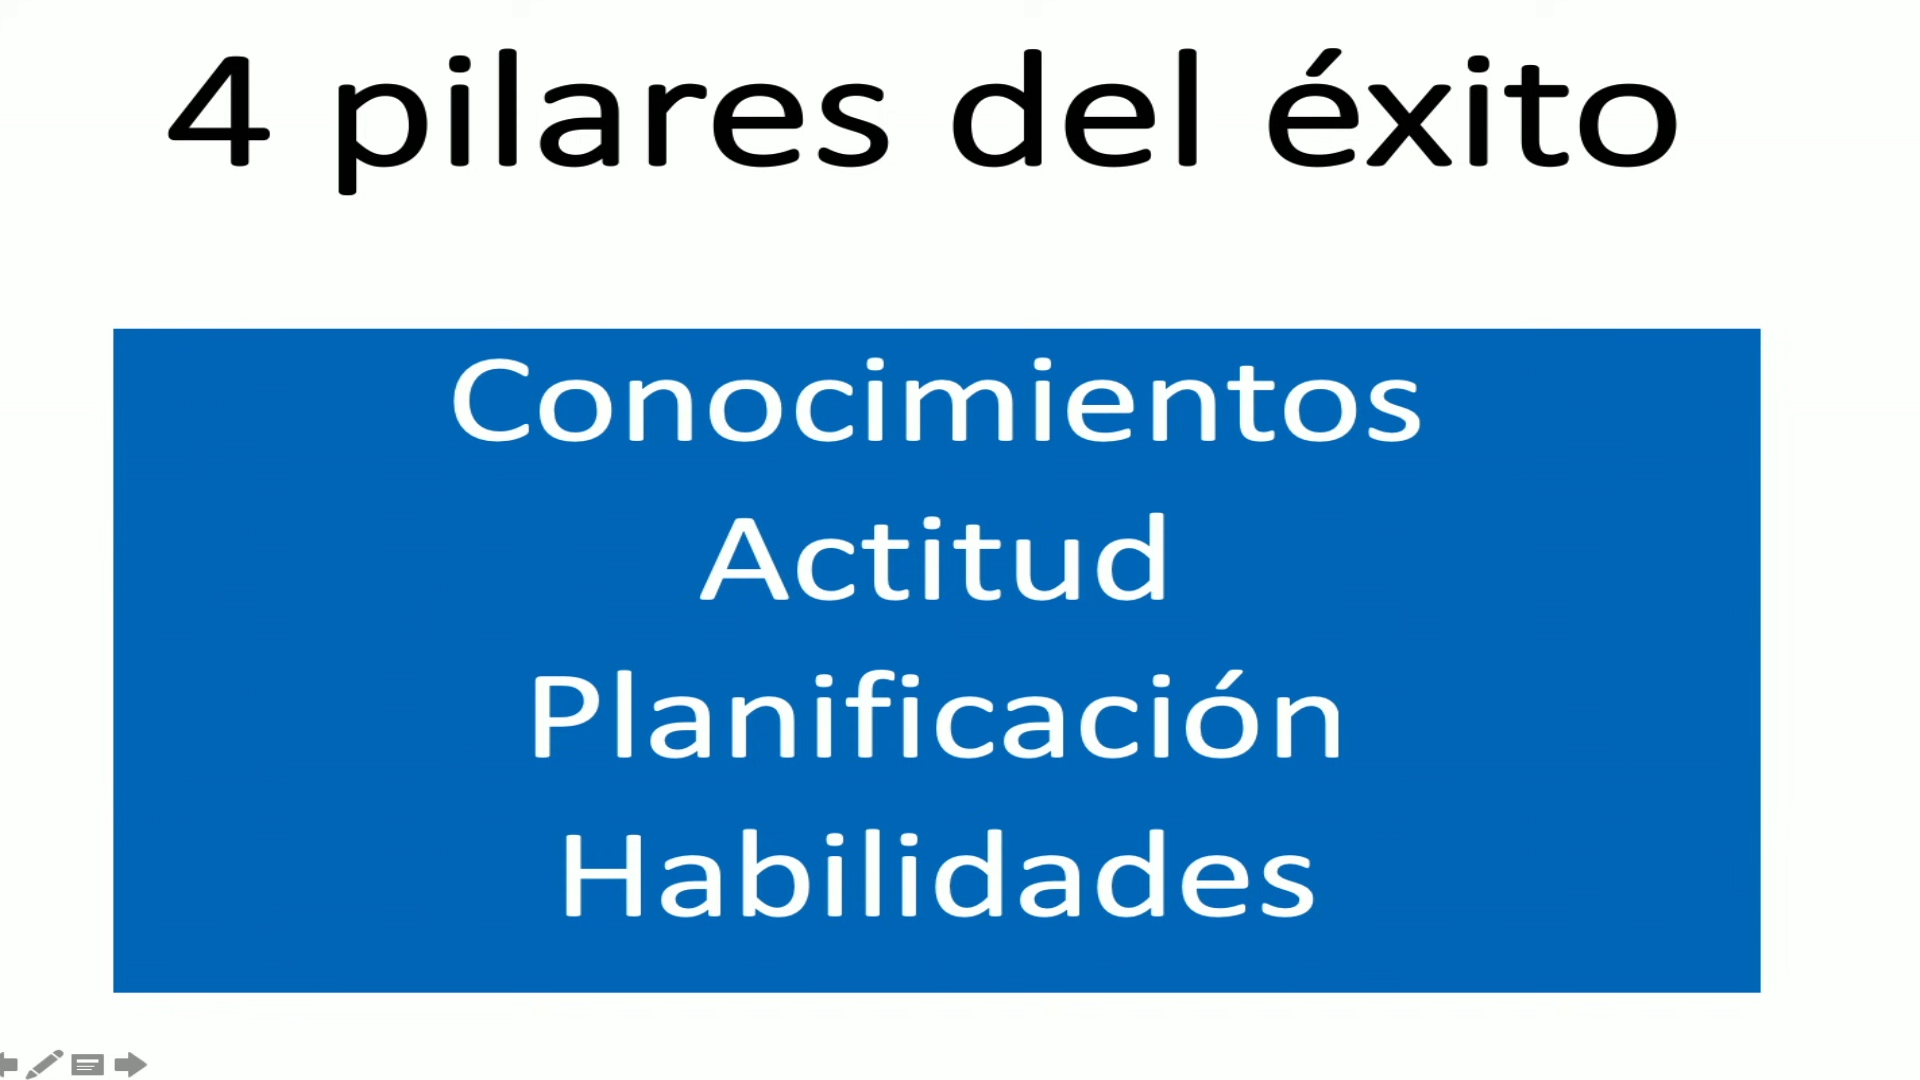 4 pilares del éxito
Conocimientos
Actitud
Planificación
Habilidades